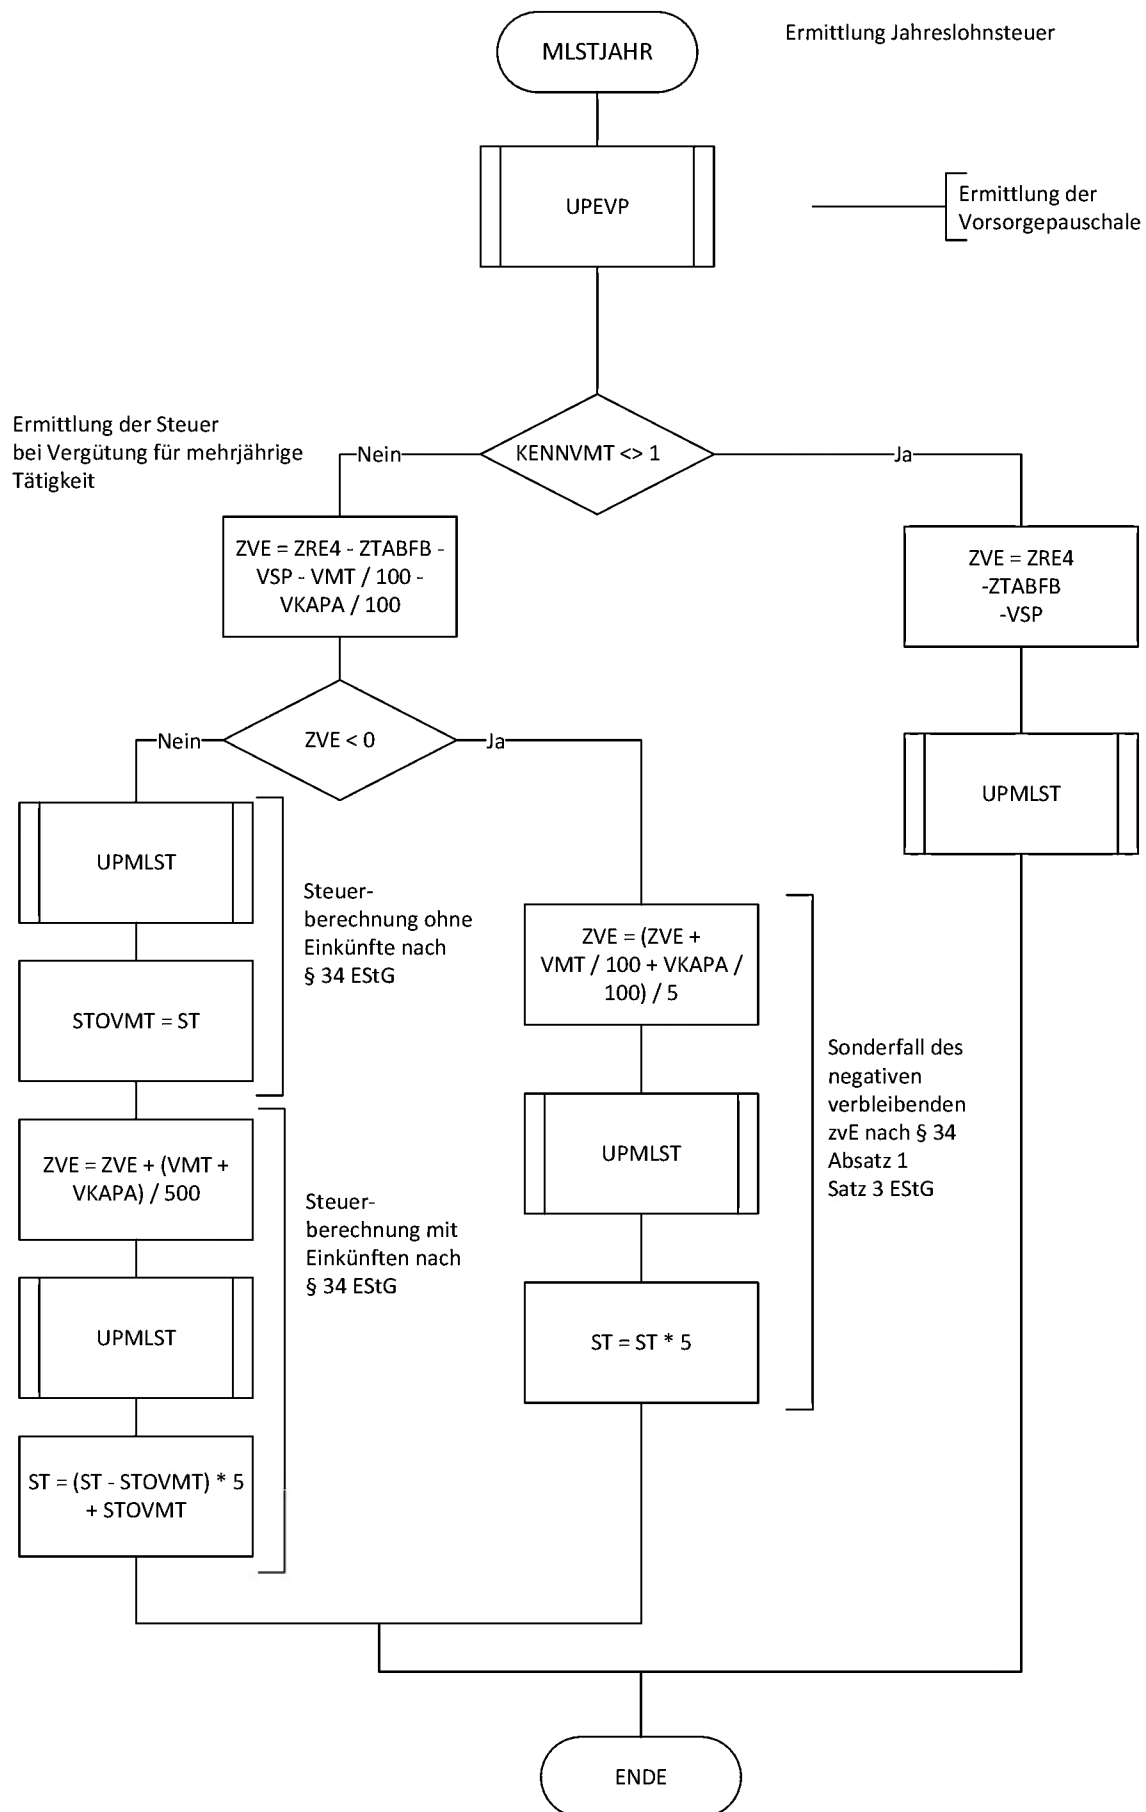 MLSTJAHR
Ermittlung Jahreslohnsteuer
UPEVP
Ermittlung der
Vorsorgepauschale
KENNVMT <> 1
Nein
Ja
Ermittlung der Steuer
bei Vergütung für mehrjährige
Tätigkeit
ZVE = ZRE4 - ZTABFB -
VSP - VMT / 100 -
VKAPA / 100
ZVE = ZRE4
-ZTABFB
-VSP
UPMLST
ZVE < 0
Nein
Ja
UPMLST
STOVMT = ST
Steuer-
berechnung ohne
Einkünfte nach
§ 34 EStG
ZVE = ZVE + (VMT +
VKAPA) / 500
UPMLST
ST = (ST - STOVMT) * 5
+ STOVMT
Steuer-
berechnung mit
Einkünften nach
§ 34 EStG
ZVE = (ZVE +
VMT / 100 + VKAPA /
100) / 5
UPMLST
ST = ST * 5
Sonderfall des
negativen
verbleibenden
zvE nach § 34
Absatz 1
Satz 3 EStG
ENDE